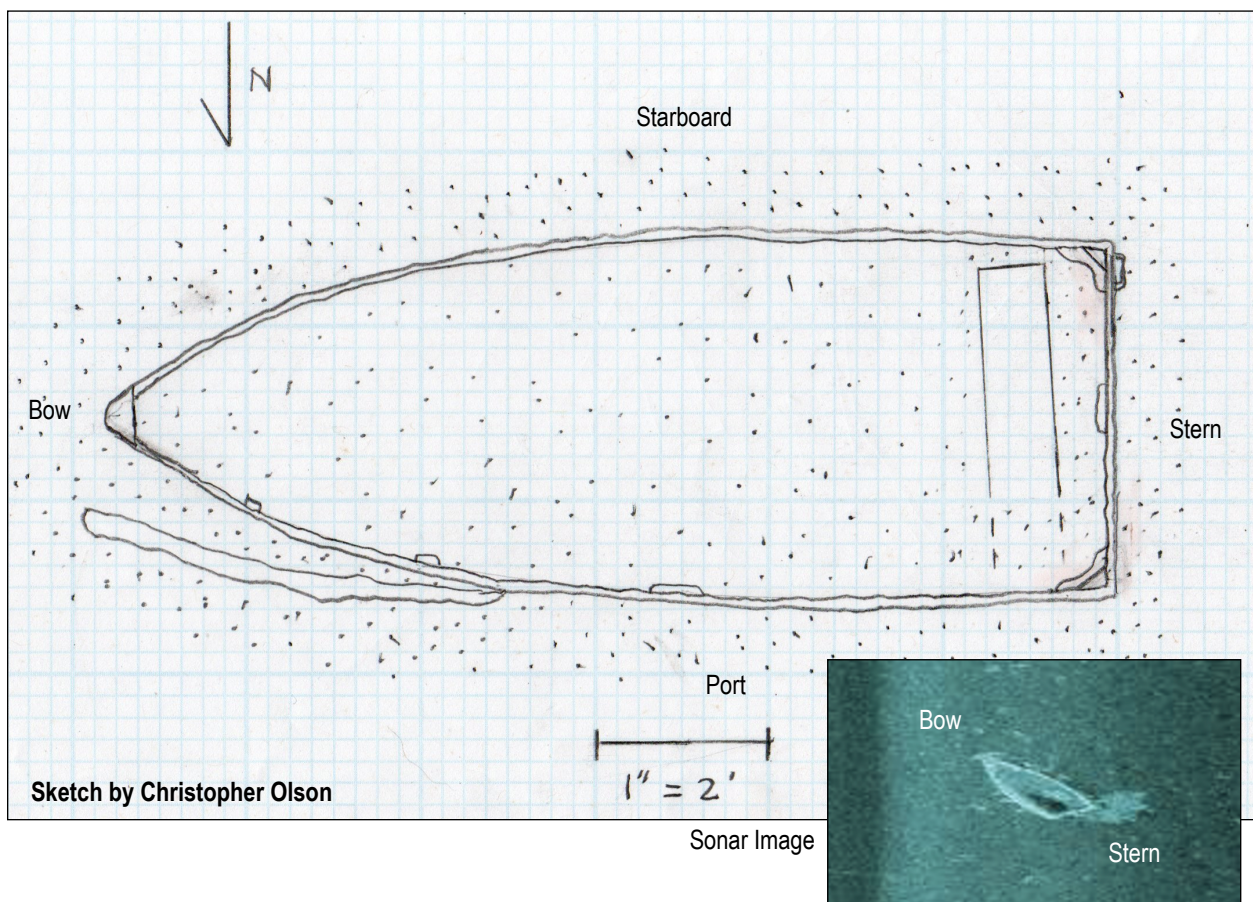 N
Starboard
Bow
Stern
Port
1" = 2'
Sketch by Christopher Olson
Sonar Image
Bow
Stern